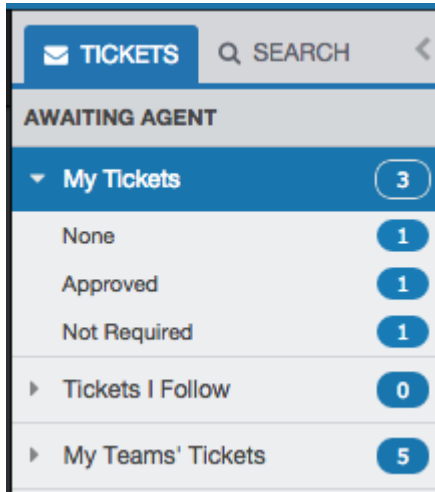 TICKETS SEARCH
AWAITING AGENT
My Tickets 3
None 1
Approved 1
Not Required 1
Tickets I Follow 0
My Teams' Tickets 5